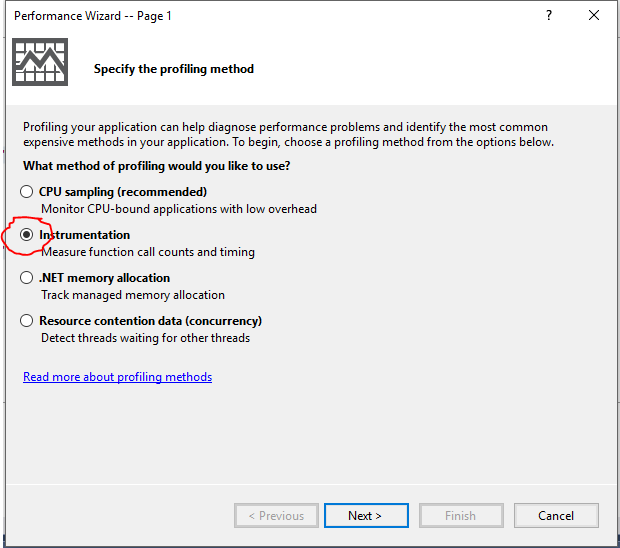 Performance Wizard -- Page 1
?
Specify the profiling method
Profiling your application can help diagnose performance problems and identify the most common
expensive methods in your application. To begin, choose a profiling method from the options below.
What method of profiling would you like to use?
CPU sampling (recommended)
Monitor CPU-bound applications with low overhead
Instrumentation
Measure function call counts and timing
.NET memory allocation
Track managed memory allocation
Resource contention data (concurrency)
Detect threads waiting for other threads
Read more about profiling methods
< Previous
Next >
Finish
Cancel